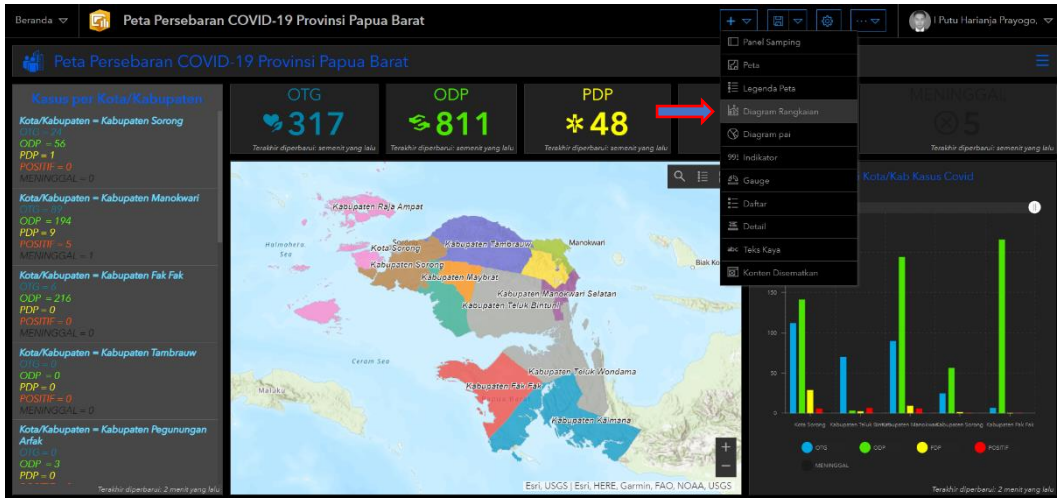 Beranda
Peta Persebaran COVID-19 Provinsi Papua Barat
I Putu Harianja Prayogo,
Peta Persebaran COVID-19 Provinsi Papua Barat
Panel Samping
Peta
Legenda Peta
Diagram Rangkaian
Diagram pai
991 Indikator
Gauge
Daftar
Detail
abc Teks Kaya
Konten Disematkan
Kasus per Kota/Kabupaten
Kota/Kabupaten = Kabupaten Sorong
OTG = 24
ODP = 56
PDP = 1
POSITIF = 0
MENINGGAL = 0
Kota/Kabupaten = Kabupaten Manokwari
OTG = 89
ODP = 194
PDP = 9
POSITIF = 5
MENINGGAL = 1
Kota/Kabupaten = Kabupaten Fak Fak
OTG = 6
ODP = 216
PDP = 0
POSITIF = 0
MENINGGAL = 0
Kota/Kabupaten = Kabupaten Tambrauw
OTG = 0
ODP = 0
PDP = 0
POSITIF = 0
MENINGGAL = 0
Kota/Kabupaten = Kabupaten Pegunungan
Arfak
OTG = 0
ODP = 3
PDP = 0
Terakhir diperbarui: 2 menit yang lalu
OTG
317
Terakhir diperbarui: semenit yang lalu
ODP
811
Terakhir diperbarui: semenit yang lalu
PDP
48
Terakhir diperbarui: semenit yang lalu
MENINGGAL
5
Terakhir diperbarui: semenit yang lalu
Kabupaten Raja Ampat
Halmahera
Sea
Kota Sorong
Sorong
Kabupaten Tambrauw
Manokwari
Kabupaten Sorong
Kabupaten Maybrat
Biak Ko
Kabupaten Manokwari Selatan
Kabupaten Teluk Bintuni
Ceram Sea
Kabupaten Teluk Wondama
Maluku
Kabupaten Fak Fak
Papua Barat
Kabupaten Kaimana
+
−
Esri, USGS | Esri, HERE, Garmin, FAO, NOAA, USGS
Kota/Kab Kasus Covid
150
100
50
0
Kota Sorong
Kabupaten Teluk Bintuni
Kabupaten Manokwari
Kabupaten Sorong
Kabupaten Fak Fak
OTG
ODP
PDP
POSITIF
MENINGGAL
Terakhir diperbarui: 2 menit yang lalu